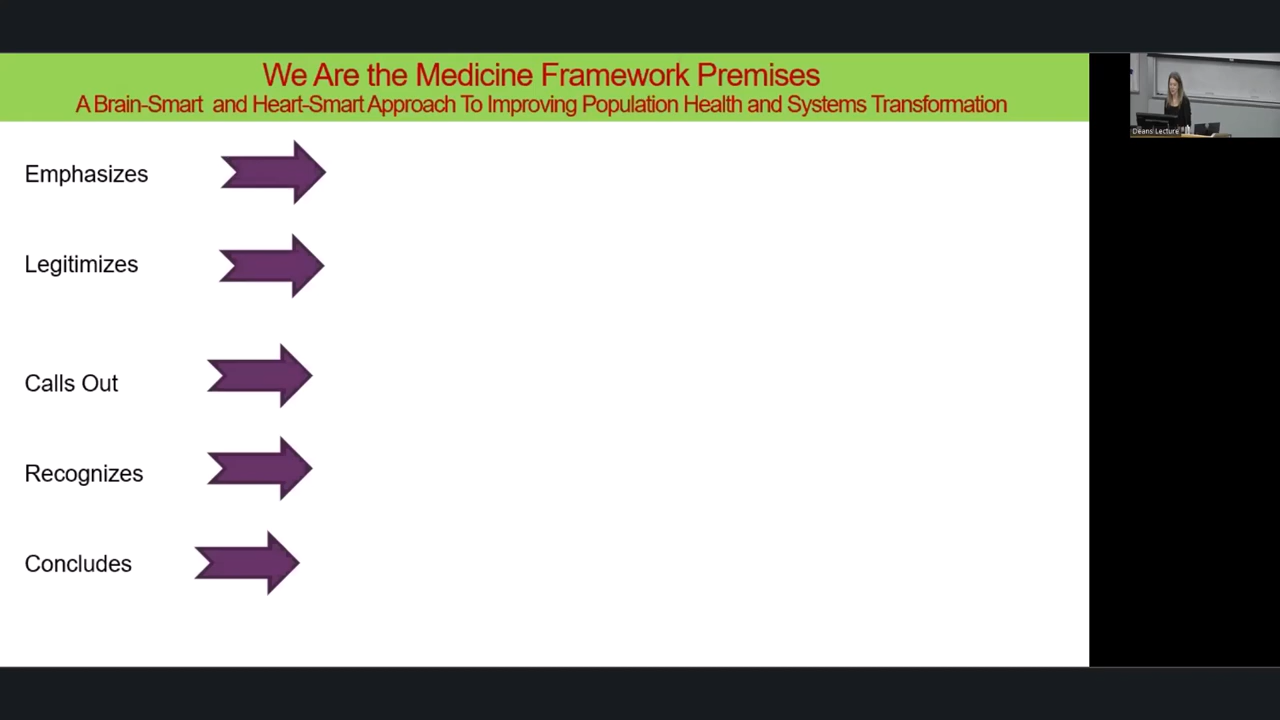 We Are the Medicine Framework Premises
A Brain-Smart and Heart-Smart Approach To Improving Population Health and Systems Transformation
Emphasizes
Legitimizes
Calls Out
Recognizes
Concludes
Deans Lecture